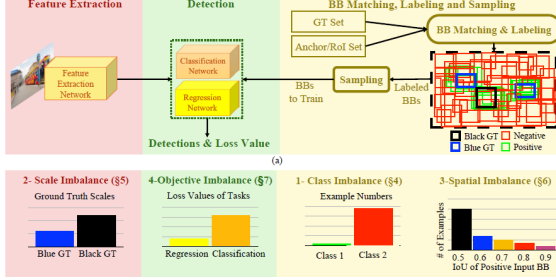 Feature Extraction
Detection
BB Matching, Labeling and Sampling
Feature
Extraction
Network
Classification
Network
Regression
Network
Detections & Loss Value
GT Set
Anchor/RoI Set
BB Matching & Labeling
Sampling
BBs
to Train
Labeled
BBs
Black GT
Negative
Blue GT
Positive
(a)
2- Scale Imbalance (§5)
Ground Truth Scales
Blue GT Black GT
4-Objective Imbalance (§7)
Loss Values of Tasks
Regression Classification
1- Class Imbalance (§4)
Example Numbers
Class 1 Class 2
3-Spatial Imbalance (§6)
# of Examples
0.5 0.6 0.7 0.8 0.9
IoU of Positive Input BB